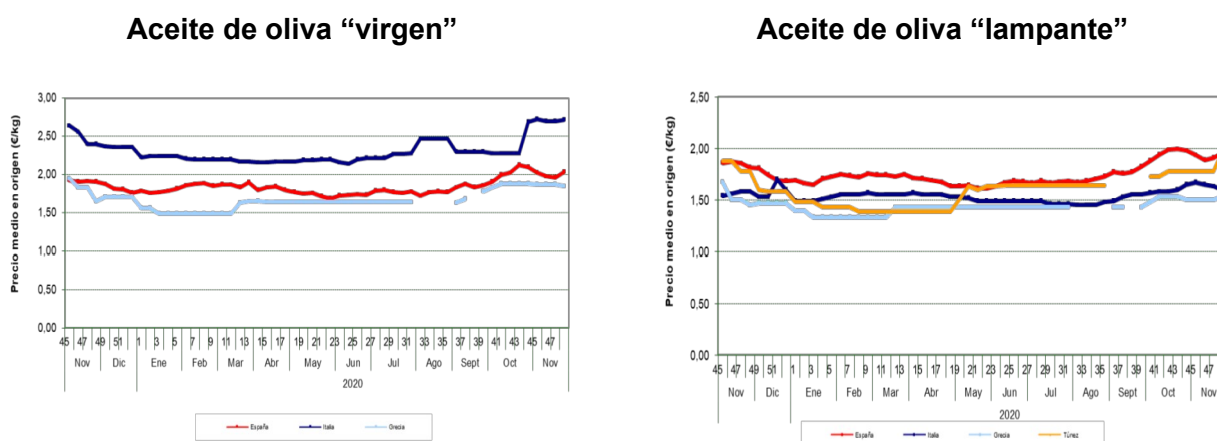 Aceite de oliva “virgen”
Precio medio en origen (€/kg)
3,00
2,50
2,00
1,50
1,00
0,50
0,00
45 47 49 51 1 3 5 7 9 11 13 15 17 19 21 23 25 27 29 31 33 35 37 39 41 43 45 47
Nov Dic Ene Feb Mar Abr May Jun Jul Ago Sept Oct Nov
2020
España Italia Grecia
Aceite de oliva “lampante”
Precio medio en origen (€/kg)
2,50
2,00
1,50
1,00
0,50
0,00
45 47 49 51 1 3 5 7 9 11 13 15 17 19 21 23 25 27 29 31 33 35 37 39 41 43 45 47
Nov Dic Ene Feb Mar Abr May Jun Jul Ago Sept Oct Nov
2020
España Italia Grecia Túnez